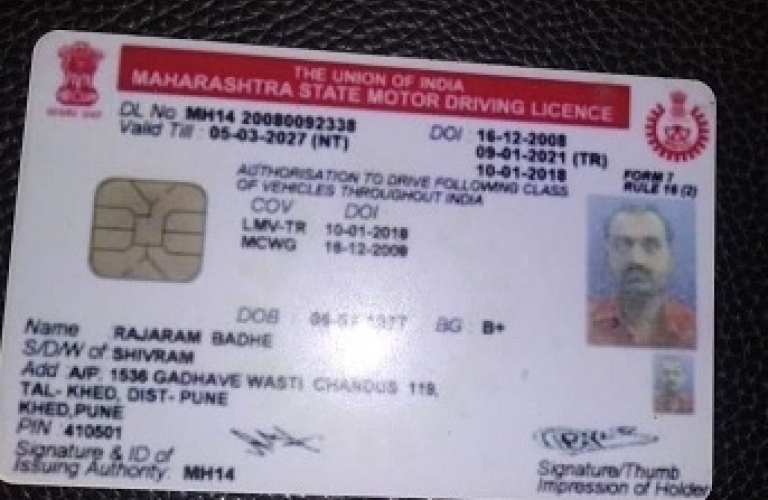 THE UNION OF INDIA
MAHARASHTRA STATE MOTOR DRIVING LICENCE
DL No MH14 20080092338 DOI : 16-12-2008
Valid Till : 05-03-2027 (NT) 09-01-2021 (TR)
10-01-2018
FORM 7
RULE 16 (2)
AUTHORISATION TO DRIVE FOLLOWING CLASS
OF VEHICLES THROUGHOUT INDIA
COV DOI
LMV-TR 10-01-2018
MCWG 16-12-2008
DOB : BG : B+
Name RAJARAM BADHE
S/D/W of SHIVRAM
Add A/P. 1536 GADHAVE WASTI CHANDUS 119,
TAL- KHED, DIST- PUNE
KHED,PUNE
PIN 410501
Signature & ID of
Issuing Authority: MH14
Signature/Thumb
Impression of Holder